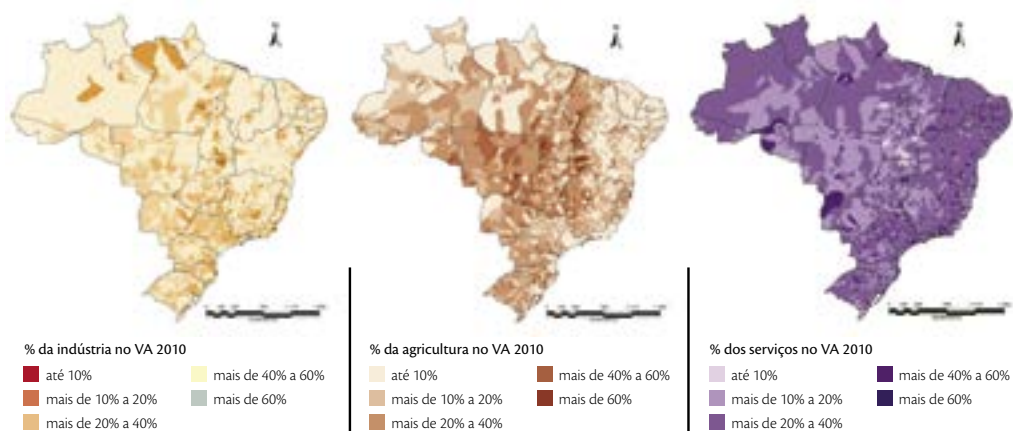 % da indústria no VA 2010
até 10%
mais de 10% a 20%
mais de 20% a 40%
mais de 40% a 60%
mais de 60%
% da agricultura no VA 2010
até 10%
mais de 10% a 20%
mais de 20% a 40%
mais de 40% a 60%
mais de 60%
% dos serviços no VA 2010
até 10%
mais de 10% a 20%
mais de 20% a 40%
mais de 40% a 60%
mais de 60%